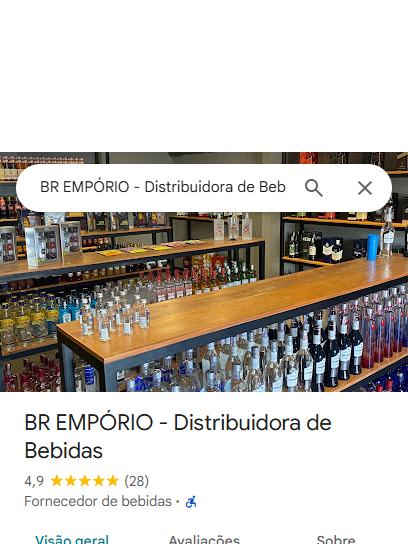 BR EMPÓRIO - Distribuidora de Beb
BR EMPÓRIO - Distribuidora de
Bebidas
4,9 (28)
Fornecedor de bebidas ·
Visão geral Avaliações Sobre